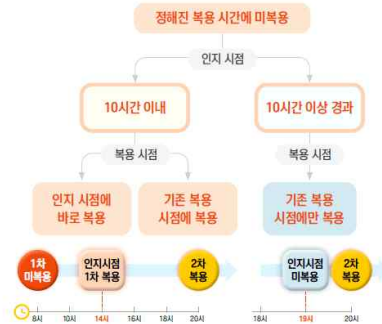 정해진 복용 시간에 미복용
인지 시점
10시간 이내
10시간 이상 경과
복용 시점
복용 시점
인지 시점에
바로 복용
기존 복용
시점에 복용
기존 복용
시점에만 복용
1차
미복용
인지시점
1차 복용
2차
복용
인지시점
미복용
2차
복용
8시 10시 14시 16시 18시 20시
18시 19시 20시